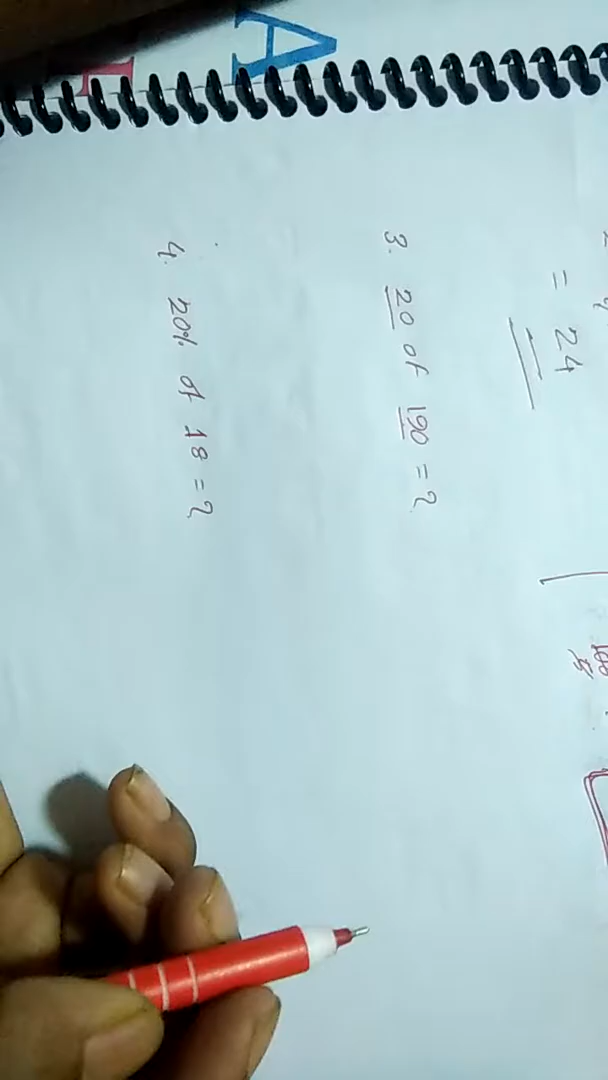 = 24
3. 20 of 190 = ?
4. 20% of 18 = ?